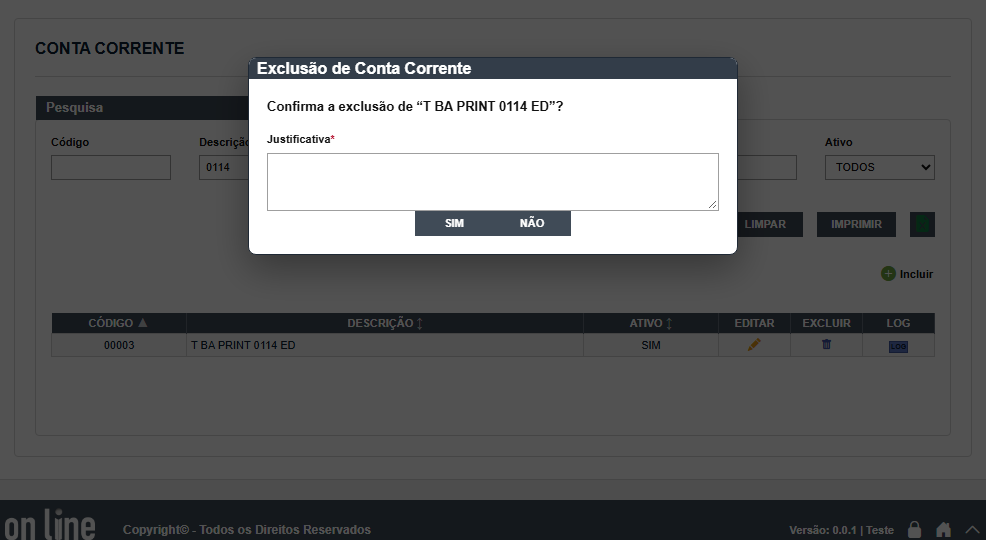 CONTA CORRENTE
Exclusão de Conta Corrente
Confirma a exclusão de “T BA PRINT 0114 ED”?
Justificativa*
SIM NÃO
Pesquisa
Código Descrição Ativo
0114 TODOS
LIMPAR IMPRIMIR
Incluir
CÓDIGO DESCRIÇÃO ATIVO EDITAR EXCLUIR LOG
00003 T BA PRINT 0114 ED SIM LOG
on line Copyright© - Todos os Direitos Reservados Versão: 0.0.1 | Teste